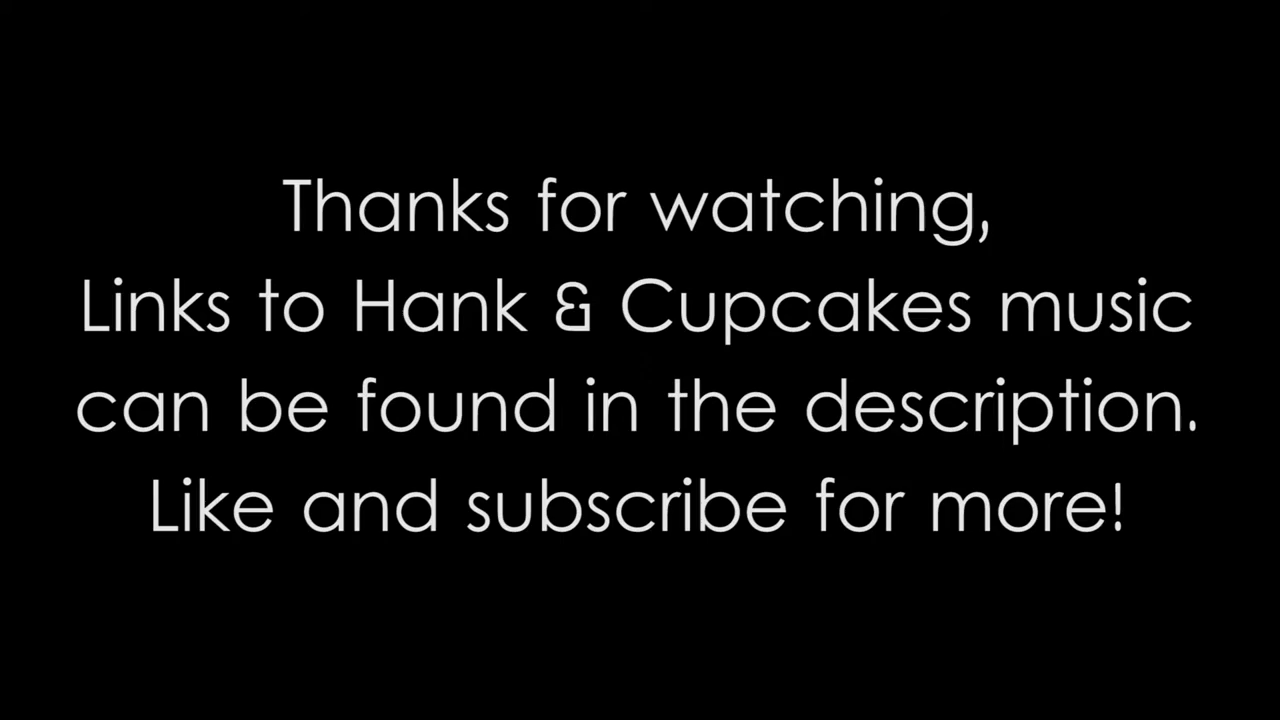 Thanks for watching,
Links to Hank & Cupcakes music
can be found in the description.
Like and subscribe for more!